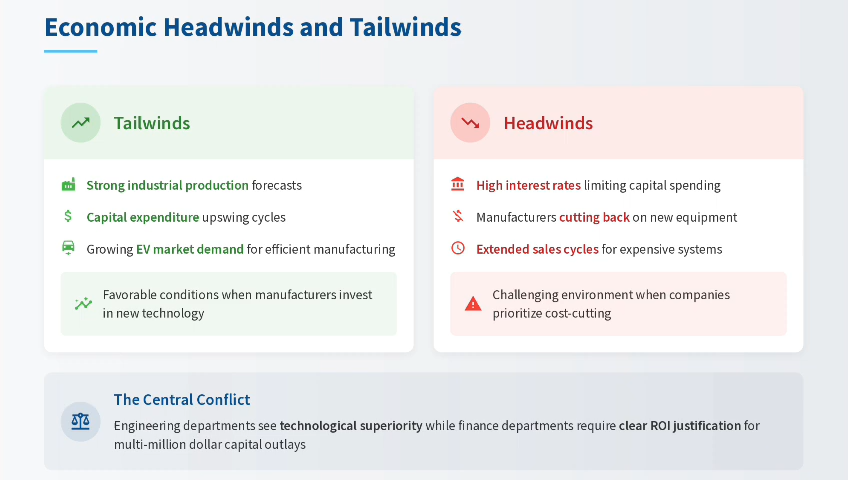 Economic Headwinds and Tailwinds
Tailwinds
Strong industrial production forecasts
Capital expenditure upswing cycles
Growing EV market demand for efficient manufacturing
Favorable conditions when manufacturers invest
in new technology
Headwinds
High interest rates limiting capital spending
Manufacturers cutting back on new equipment
Extended sales cycles for expensive systems
Challenging environment when companies
prioritize cost-cutting
The Central Conflict
Engineering departments see technological superiority while finance departments require clear ROI justification for
multi-million dollar capital outlays